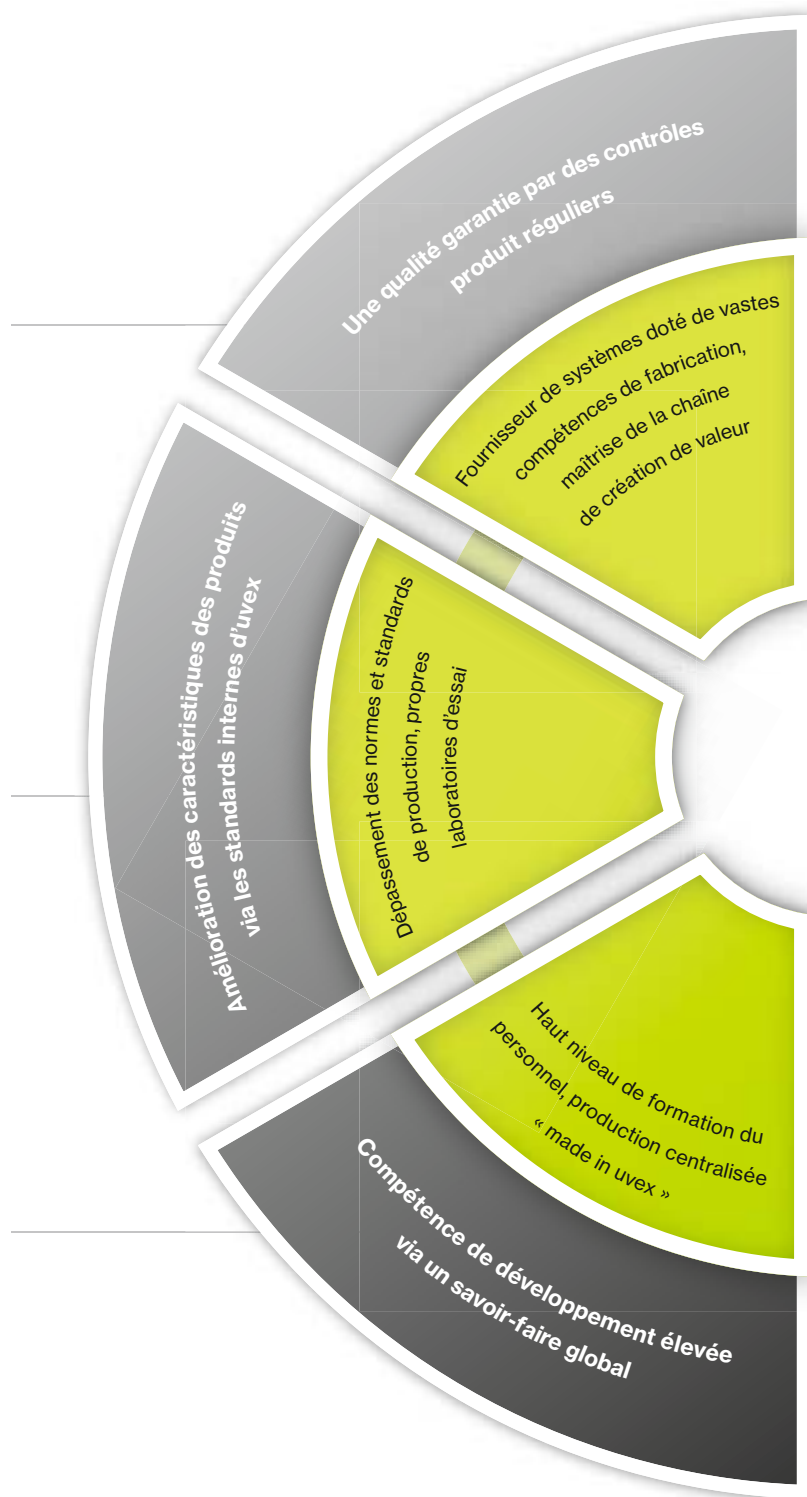 Une qualité garantie par des contrôles
produit réguliers
Fournisseur de systèmes doté de vastes
compétences de fabrication,
maîtrise de la chaîne
de création de valeur
Amélioration des caractéristiques des produits
via les standards internes d'uvex
Dépassement des normes et standards
de production, propres
laboratoires d'essai
Haut niveau de formation du
personnel, production centralisée
« made in uvex »
Compétence de développement élevée
via un savoir-faire global